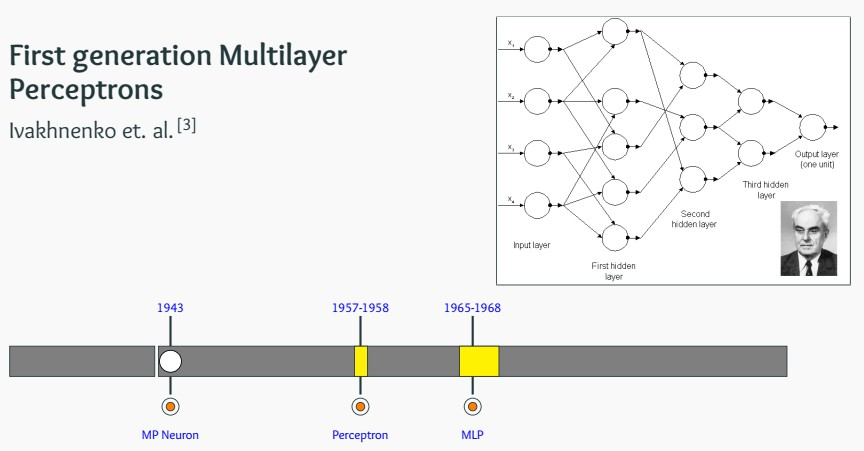 First generation Multilayer
Perceptrons
Ivakhnenko et. al.[3]
X₁
X₂
X₃
X₄
Input layer
First hidden
layer
Second
hidden layer
Third hidden
layer
Output layer
(one unit)
1943
1957-1958
1965-1968
MP Neuron
Perceptron
MLP